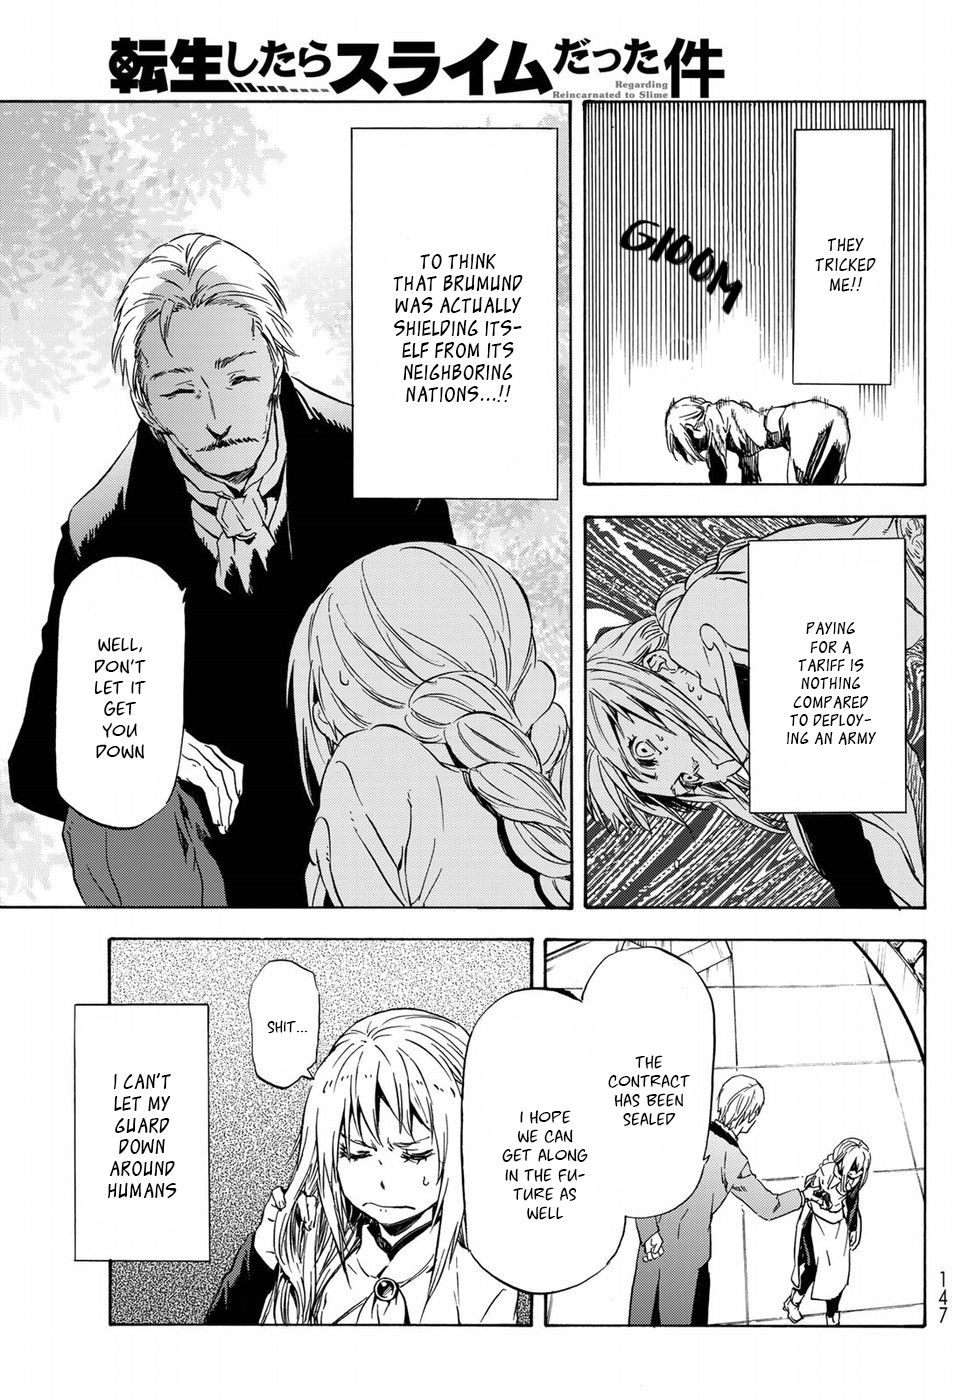 転生したらスライムだった件
Regarding
Reincarnated to Slime
THEY
TRICKED
ME!!
GLOOM
TO THINK
THAT BRUMUND
WAS ACTUALLY
SHIELDING ITS-
ELF FROM ITS
NEIGHBORING
NATIONS...!!
PAYING
FOR A
TARIFF IS
NOTHING
COMPARED
TO DEPLOY-
ING AN ARMY
WELL,
DON'T
LET IT
GET
YOU
DOWN
THE
CONTRACT
HAS BEEN
SEALED
I HOPE
WE CAN
GET ALONG
IN THE FU-
TURE AS
WELL
SHIT...
I CAN'T
LET MY
GUARD
DOWN
AROUND
HUMANS
147